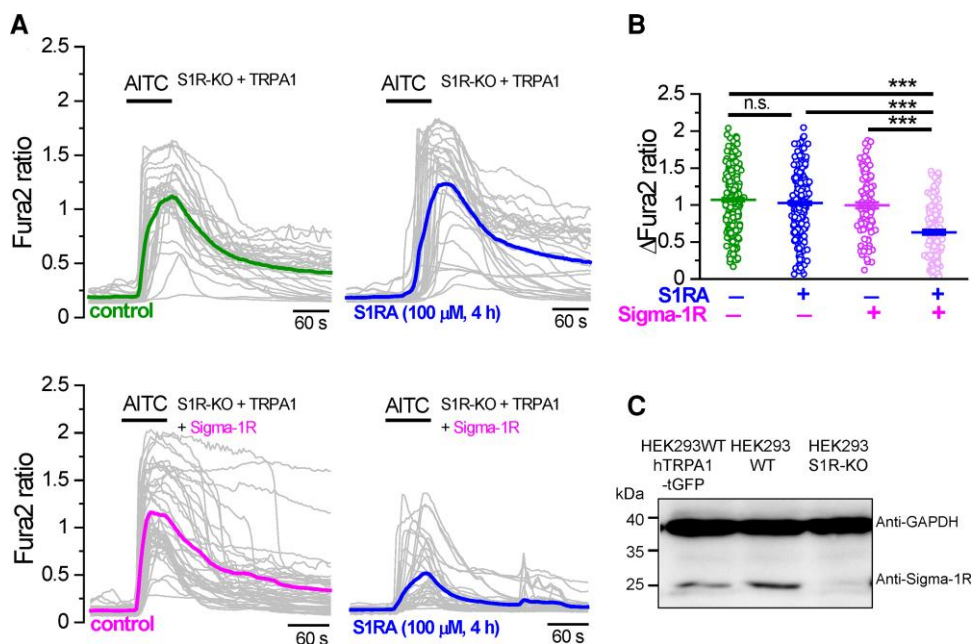 A
Fura2 ratio
2.5
2
1.5
1
0.5
0
AITC
S1R-KO + TRPA1
control
60 s
AITC
S1R-KO + TRPA1
S1RA (100 µM, 4 h)
60 s
Fura2 ratio
2.5
2
1.5
1
0.5
0
AITC
S1R-KO + TRPA1
+ Sigma-1R
control
60 s
AITC
S1R-KO + TRPA1
+ Sigma-1R
S1RA (100 µM, 4 h)
60 s
B
ΔFura2 ratio
2.5
2
1.5
1
0.5
0
***
n.s.
***
***
S1RA – + – +
Sigma-1R – – + +
C
HEK293WT HEK293 HEK293
hTRPA1 WT S1R-KO
-tGFP
kDa
40
Anti-GAPDH
35
25
Anti-Sigma-1R